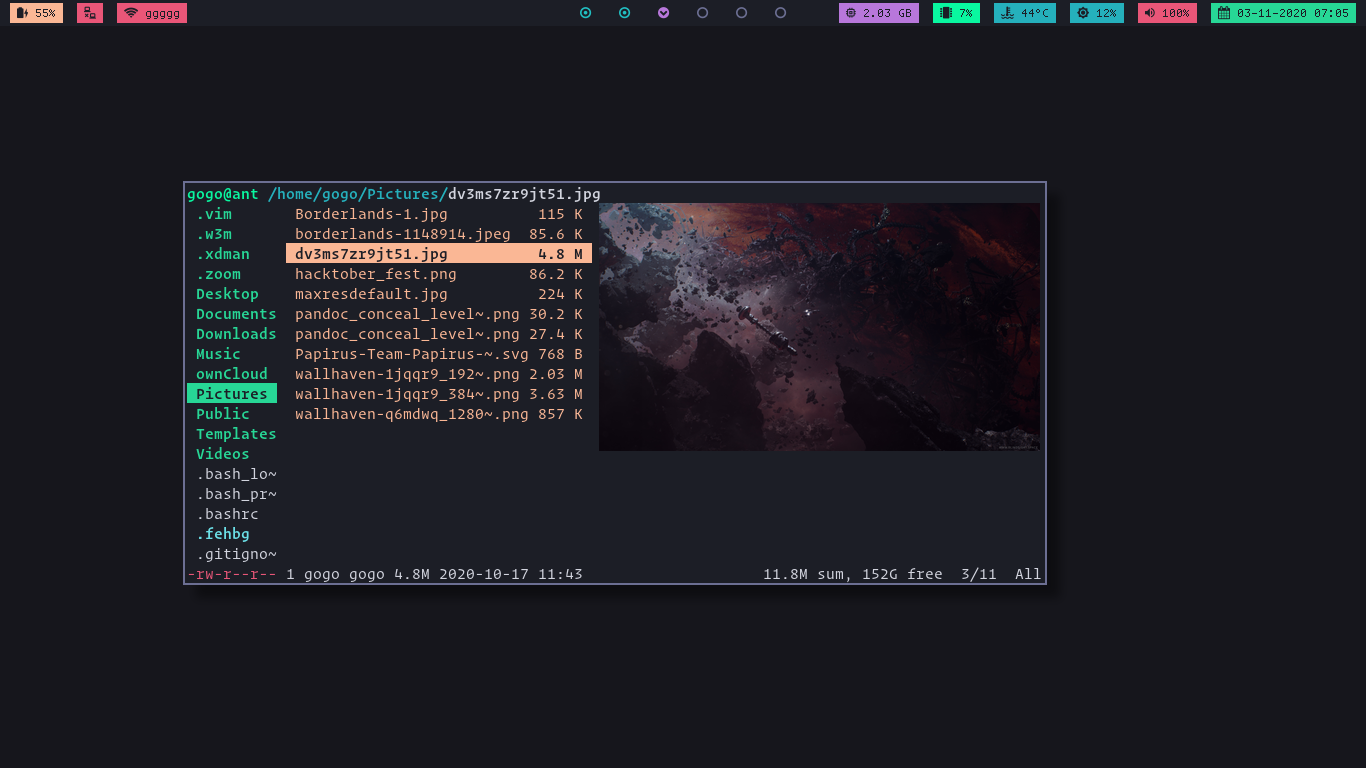 55% ggggg 2.03 GB 7% 44°C 12% 100% 03-11-2020 07:05
gogo@ant /home/gogo/Pictures/dv3ms7zr9jt51.jpg
.vim Borderlands-1.jpg 115 K
.w3m borderlands-1148914.jpeg 85.6 K
.xdman dv3ms7zr9jt51.jpg 4.8 M
.zoom hacktober_fest.png 86.2 K
Desktop maxresdefault.jpg 224 K
Documents pandoc_conceal_level~.png 30.2 K
Downloads pandoc_conceal_level~.png 27.4 K
Music Papirus-Team-Papirus-~.svg 768 B
ownCloud wallhaven-1jqqr9_192~.png 2.03 M
Pictures wallhaven-1jqqr9_384~.png 3.63 M
Public wallhaven-q6mdwq_1280~.png 857 K
Templates
Videos
.bash_lo~
.bash_pr~
.bashrc
.fehbg
.gitigno~
-rw-r--r-- 1 gogo gogo 4.8M 2020-10-17 11:43 11.8M sum, 152G free 3/11 All